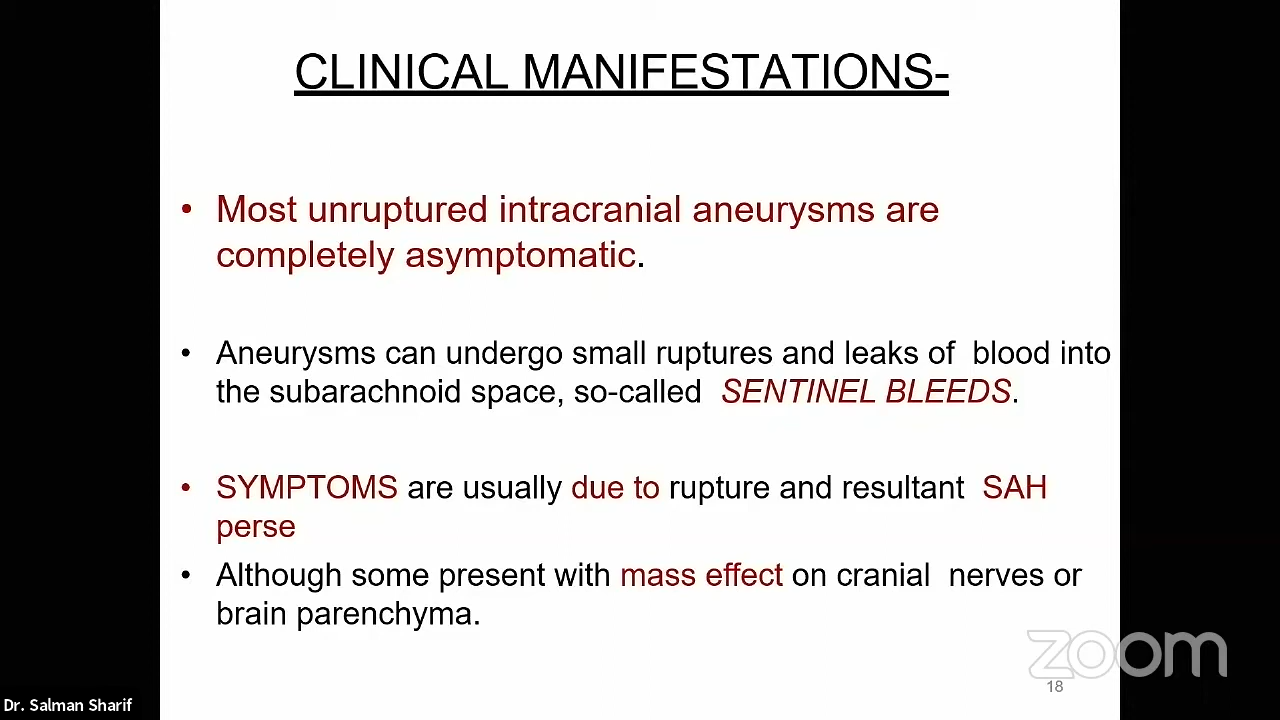 CLINICAL MANIFESTATIONS-
• Most unruptured intracranial aneurysms are
completely asymptomatic.
• Aneurysms can undergo small ruptures and leaks of blood into
the subarachnoid space, so-called SENTINEL BLEEDS.
• SYMPTOMS are usually due to rupture and resultant SAH
perse
• Although some present with mass effect on cranial nerves or
brain parenchyma.
zoom
18
Dr. Salman Sharif